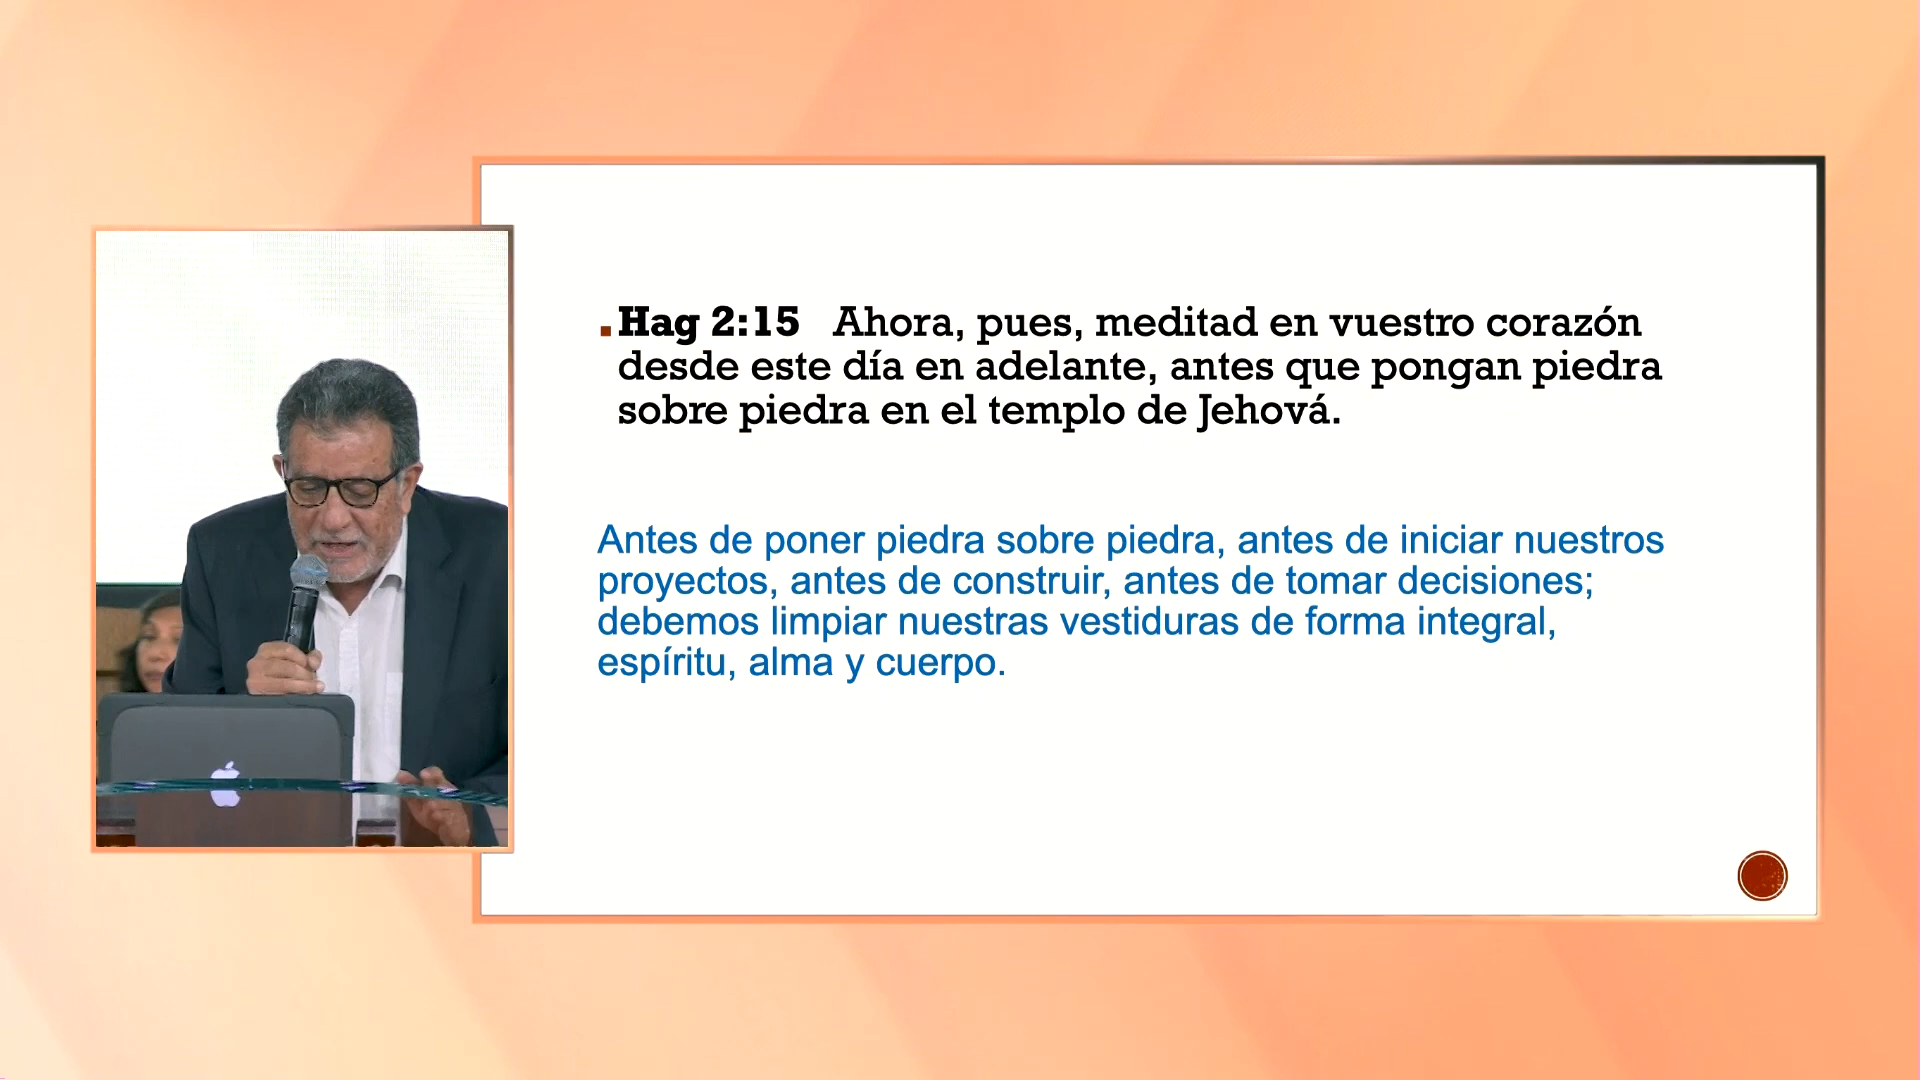 Hag 2:15 Ahora, pues, meditad en vuestro corazón
desde este día en adelante, antes que pongan piedra
sobre piedra en el templo de Jehová.
Antes de poner piedra sobre piedra, antes de iniciar nuestros
proyectos, antes de construir, antes de tomar decisiones;
debemos limpiar nuestras vestiduras de forma integral,
espíritu, alma y cuerpo.